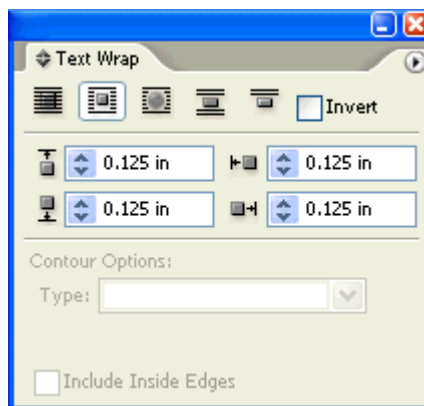 Text Wrap
Invert
0.125 in 0.125 in
0.125 in 0.125 in
Contour Options:
Type:
Include Inside Edges